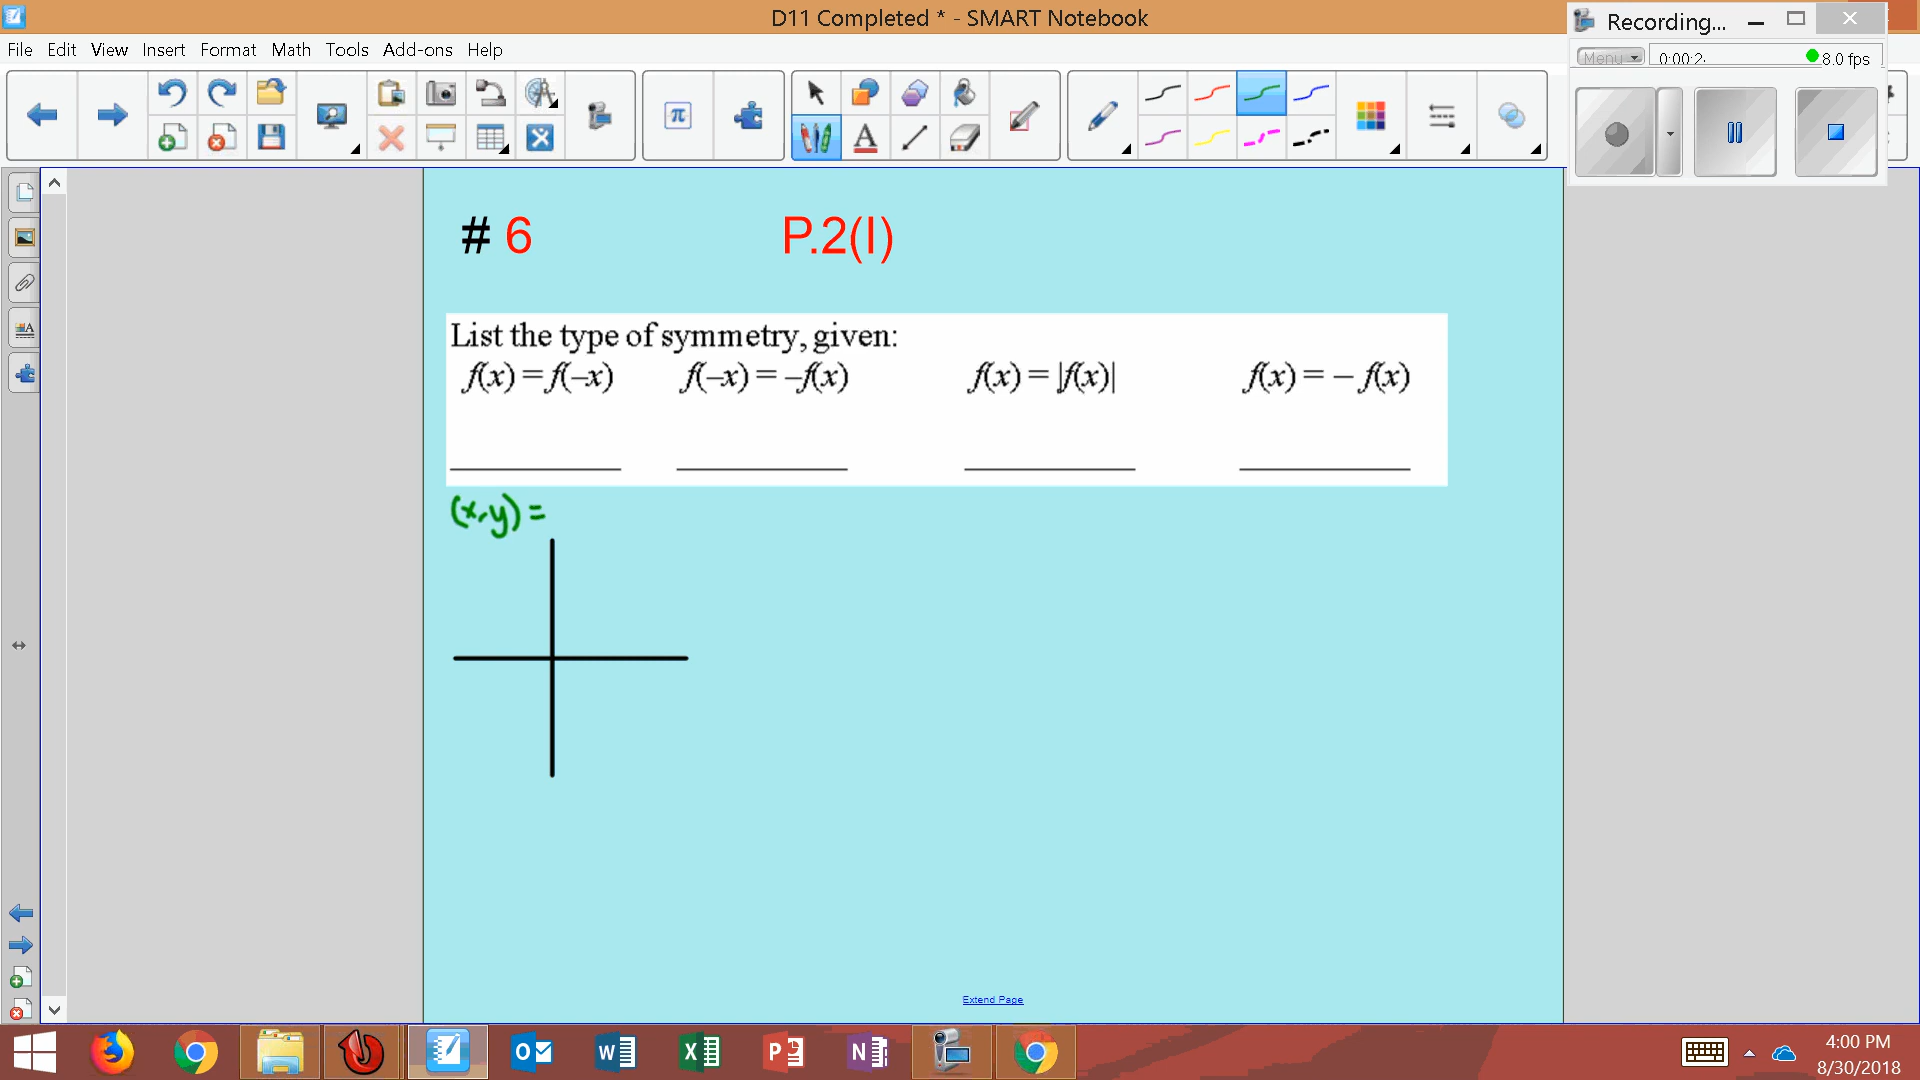 D11 Completed * - SMART Notebook
Recording...
File Edit View Insert Format Math Tools Add-ons Help
Menu
8.0 fps
π
A
# 6 P.2(I)
List the type of symmetry, given:
f(x) = f(–x) f(–x) = –f(x) f(x) = |f(x)| f(x) = – f(x)
(x,y) =
Extend Page
4:00 PM
8/30/2018